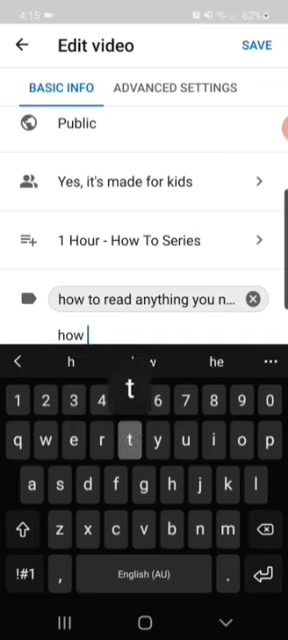 4:15
62%
Edit video
SAVE
BASIC INFO
ADVANCED SETTINGS
Public
Yes, it's made for kids
1 Hour - How To Series
how to read anything you n...
how
h
w
he
t
1 2 3 4 6 7 8 9 0
q w e r t y u i o p
a s d f g h j k l
z x c v b n m
!#1 , English (AU) .